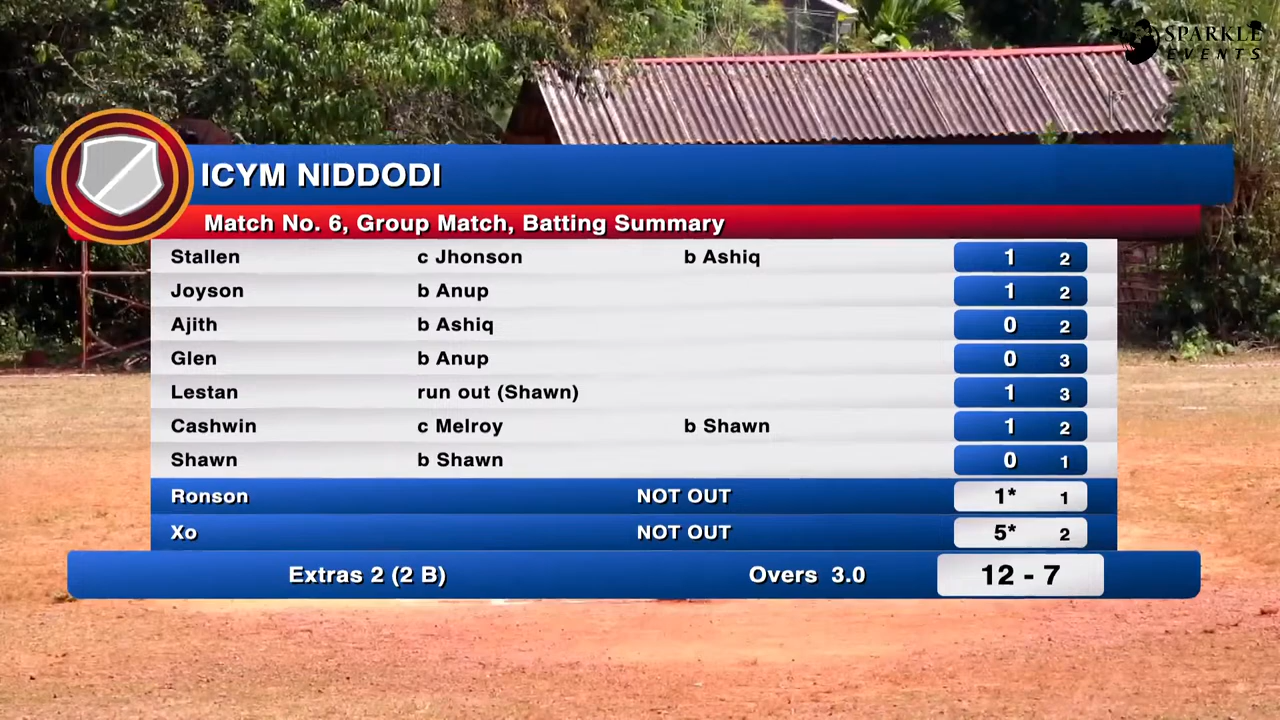 SPARKLE
EVENTS
ICYM NIDDODI
Match No. 6, Group Match, Batting Summary
Stallen c Jhonson b Ashiq 1 2
Joyson b Anup 1 2
Ajith b Ashiq 0 2
Glen b Anup 0 3
Lestan run out (Shawn) 1 3
Cashwin c Melroy b Shawn 1 2
Shawn b Shawn 0 1
Ronson NOT OUT 1* 1
Xo NOT OUT 5* 2
Extras 2 (2 B) Overs 3.0 12 - 7